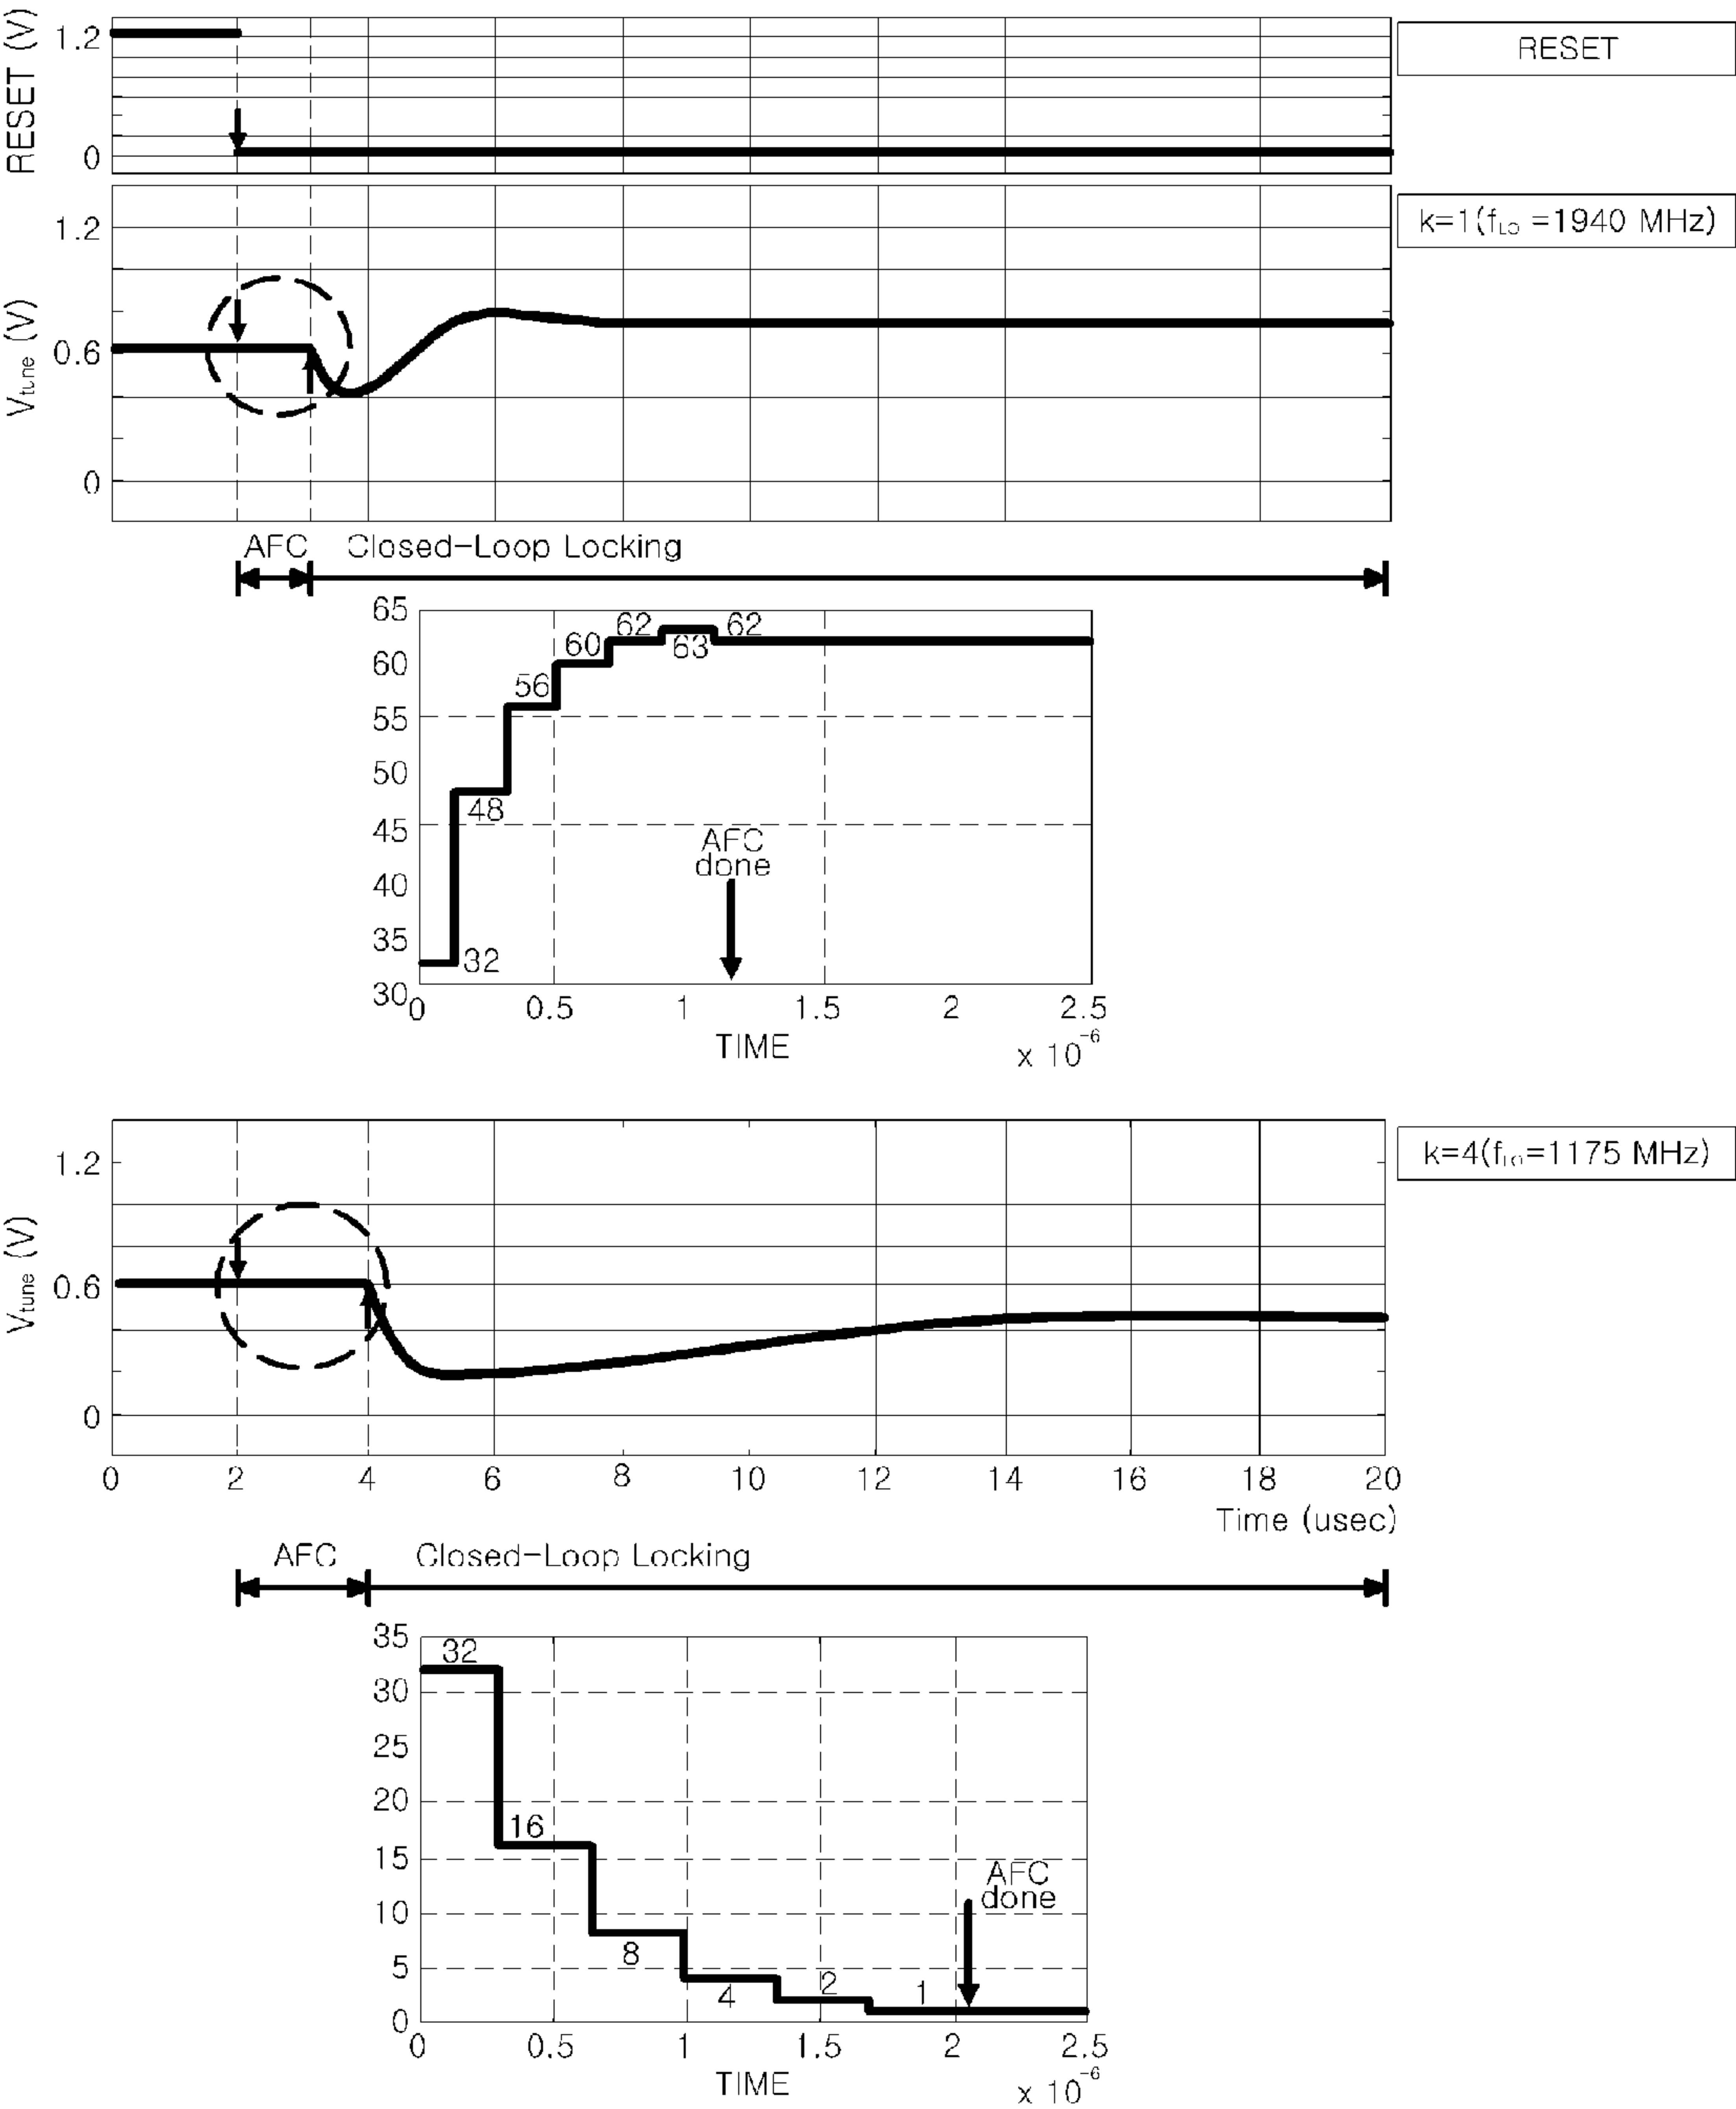 RESET (V)
1.2
0
RESET
V_tune (V)
1.2
0.6
0
k=1(f_LO =1940 MHz)
AFC Closed-Loop Locking
65
60
55
50
45
40
35
30
32
48
56
60
62
63
62
AFC
done
0 0.5 1 1.5 2 2.5
TIME
x 10^-6
V_tune (V)
1.2
0.6
0
k=4(f_LO=1175 MHz)
0 2 4 6 8 10 12 14 16 18 20
Time (usec)
AFC Closed-Loop Locking
35
30
25
20
15
10
5
0
32
16
8
4
2
1
AFC
done
0 0.5 1 1.5 2 2.5
TIME
x 10^-6